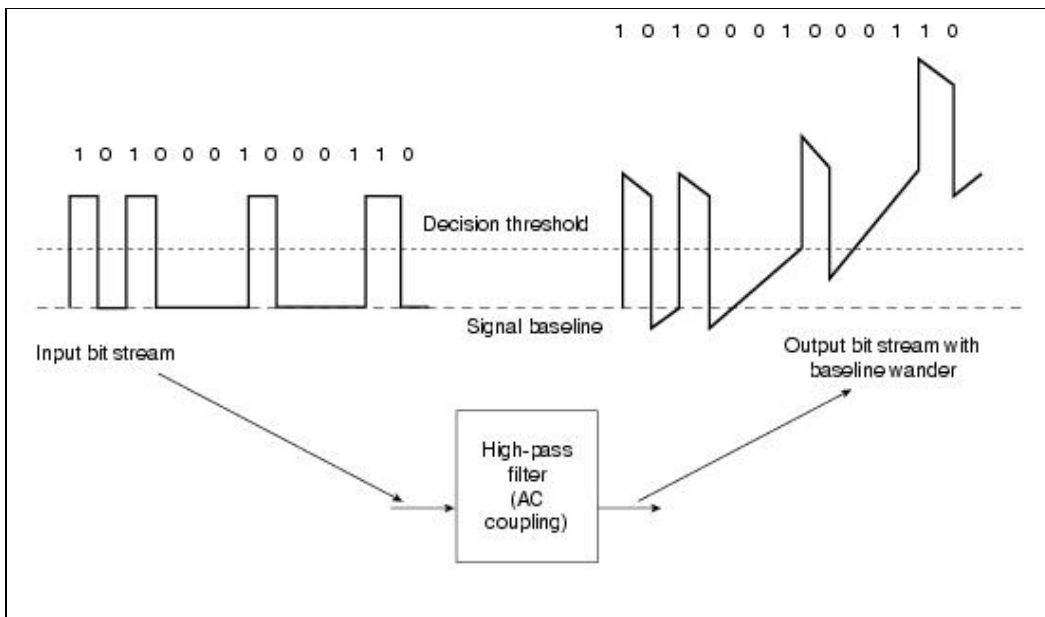 1 0 1 0 0 0 1 0 0 0 1 1 0
1 0 1 0 0 0 1 0 0 0 1 1 0
Decision threshold
Signal baseline
Input bit stream
Output bit stream with
baseline wander
High-pass
filter
(AC
coupling)